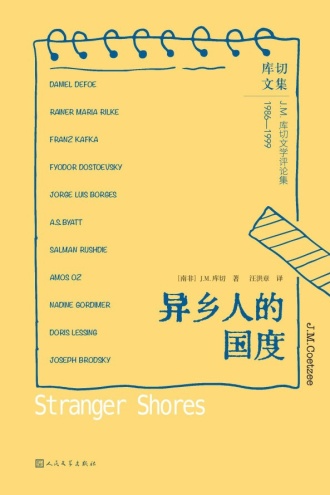 DANIEL DEFOE
RAINER MARIA RILKE
FRANZ KAFKA
FYODOR DOSTOEVSKY
JORGE LUIS BORGES
A.S.BYATT
SALMAN RUSHDIE
AMOS OZ
NADINE GORDIMER
DORIS LESSING
JOSEPH BRODSKY
库切
文集
J.M. 库切文学评论集
1986—1999
[南非] J.M.库切 著 汪洪章 译
异乡人的
国度
J.M.Coetzee
Stranger Shores
人民文学出版社